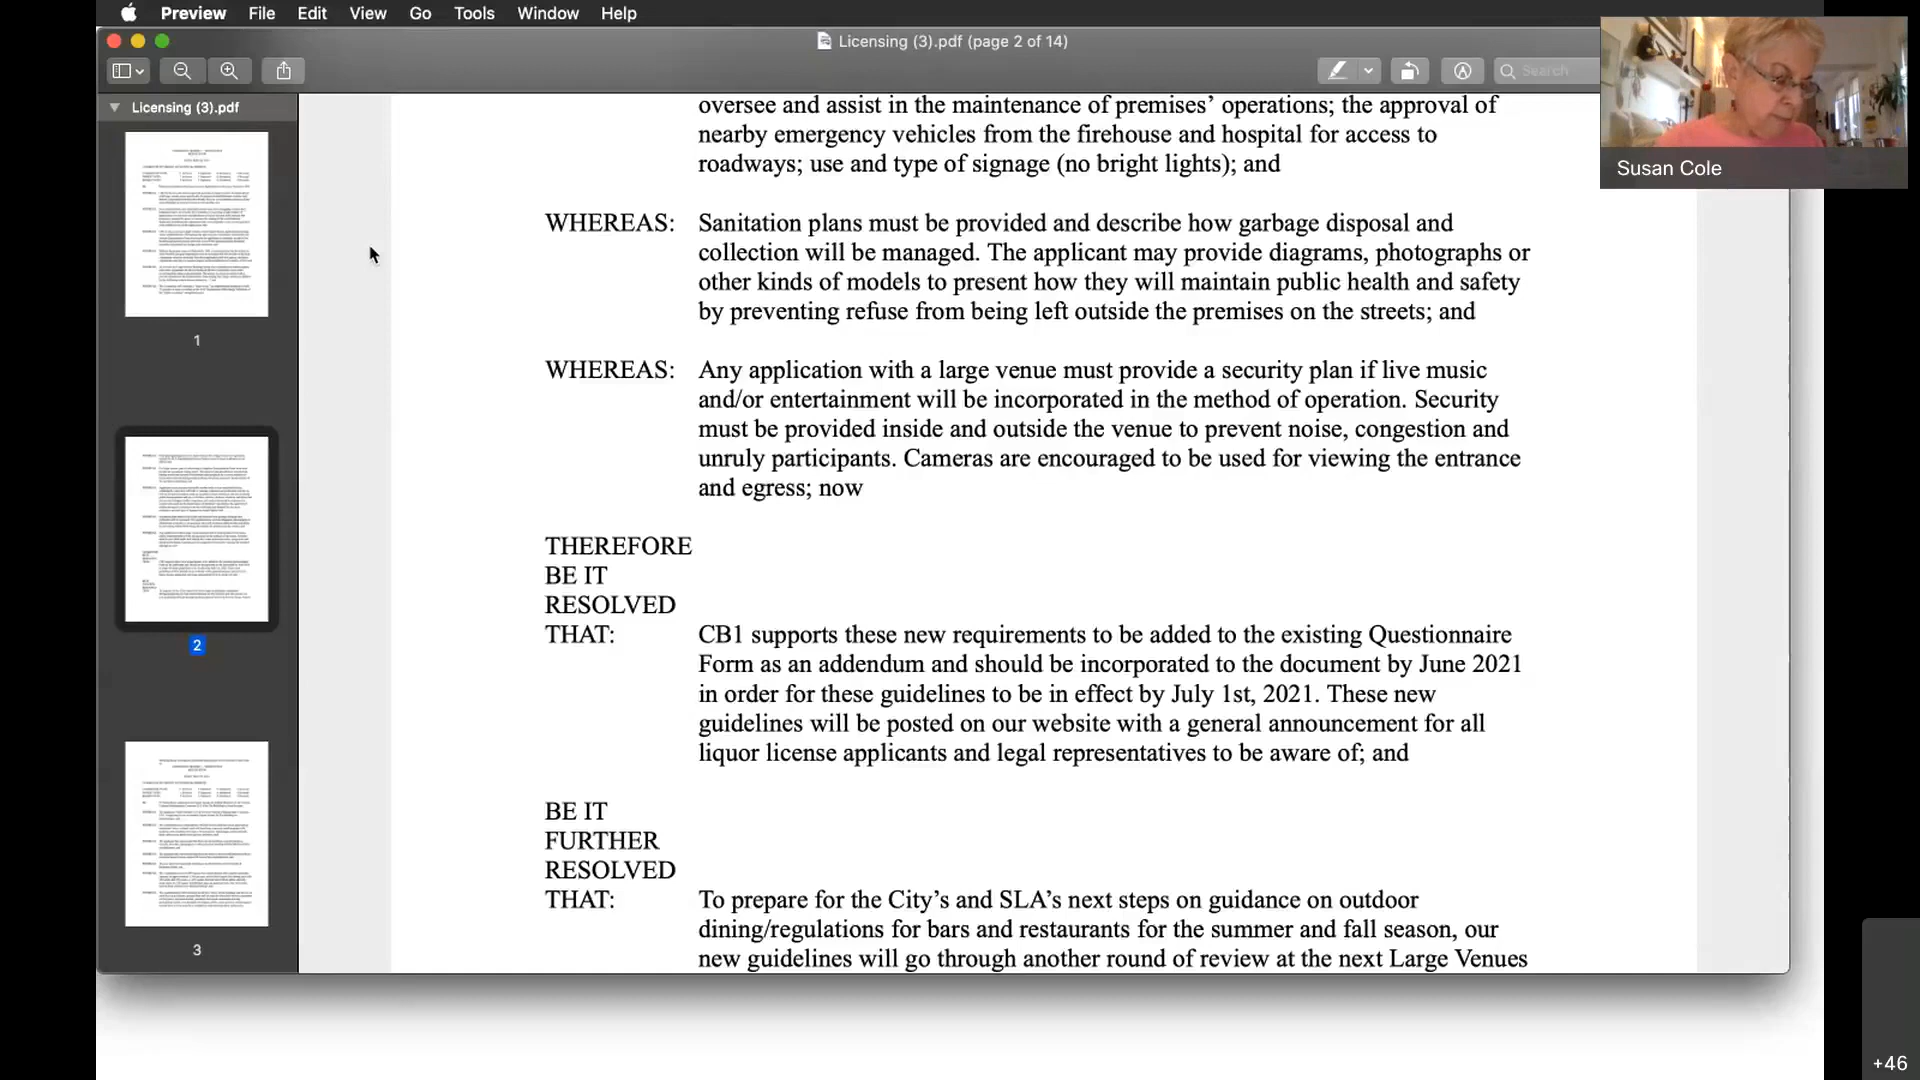 Preview File Edit View Go Tools Window Help
Licensing (3).pdf (page 2 of 14)
Search
Licensing (3).pdf
1
2
3
oversee and assist in the maintenance of premises’ operations; the approval of
nearby emergency vehicles from the firehouse and hospital for access to
roadways; use and type of signage (no bright lights); and
WHEREAS: Sanitation plans must be provided and describe how garbage disposal and
collection will be managed. The applicant may provide diagrams, photographs or
other kinds of models to present how they will maintain public health and safety
by preventing refuse from being left outside the premises on the streets; and
WHEREAS: Any application with a large venue must provide a security plan if live music
and/or entertainment will be incorporated in the method of operation. Security
must be provided inside and outside the venue to prevent noise, congestion and
unruly participants. Cameras are encouraged to be used for viewing the entrance
and egress; now
THEREFORE
BE IT
RESOLVED
THAT: CB1 supports these new requirements to be added to the existing Questionnaire
Form as an addendum and should be incorporated to the document by June 2021
in order for these guidelines to be in effect by July 1st, 2021. These new
guidelines will be posted on our website with a general announcement for all
liquor license applicants and legal representatives to be aware of; and
BE IT
FURTHER
RESOLVED
THAT: To prepare for the City’s and SLA’s next steps on guidance on outdoor
dining/regulations for bars and restaurants for the summer and fall season, our
new guidelines will go through another round of review at the next Large Venues
Susan Cole
+46